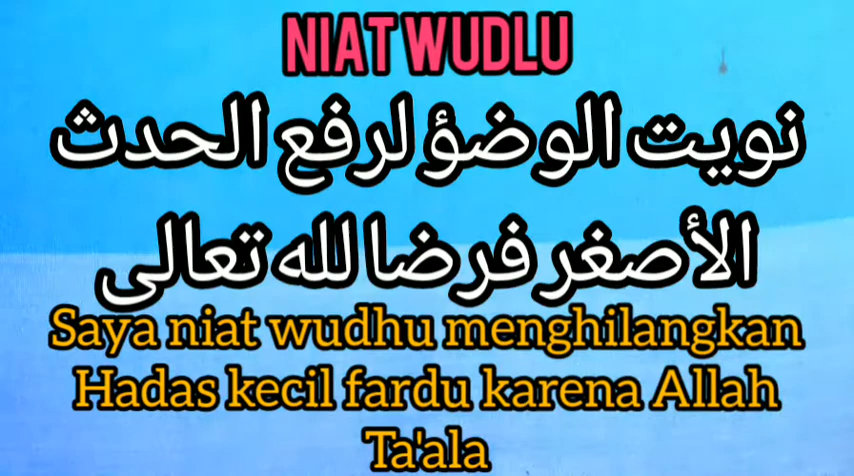 NIAT WUDLU
نويت الوضؤ لرفع الحدث
الأصغر فرضا لله تعالى
Saya niat wudhu menghilangkan
Hadas kecil fardu karena Allah
Ta'ala